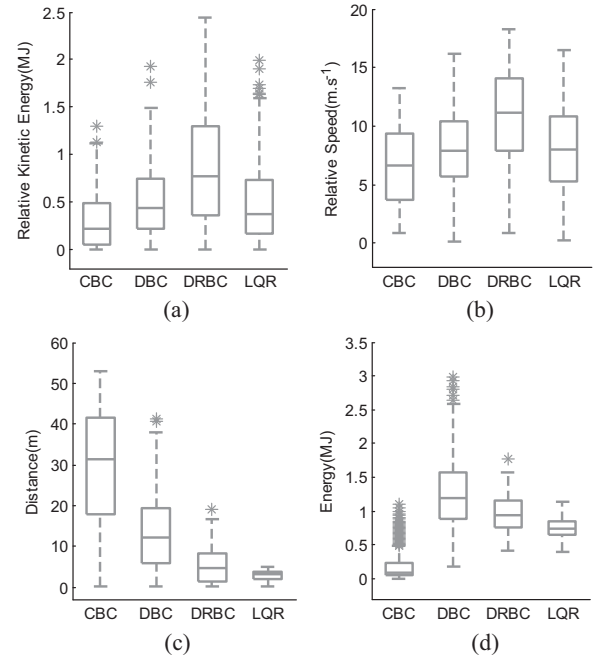 Relative Kinetic Energy(MJ)
2.5
2
1.5
1
0.5
0
CBC DBC DRBC LQR
(a)
Relative Speed(m.s⁻¹)
20
15
10
5
0
CBC DBC DRBC LQR
(b)
Distance(m)
60
50
40
30
20
10
0
CBC DBC DRBC LQR
(c)
Energy(MJ)
3.5
3
2.5
2
1.5
1
0.5
0
CBC DBC DRBC LQR
(d)